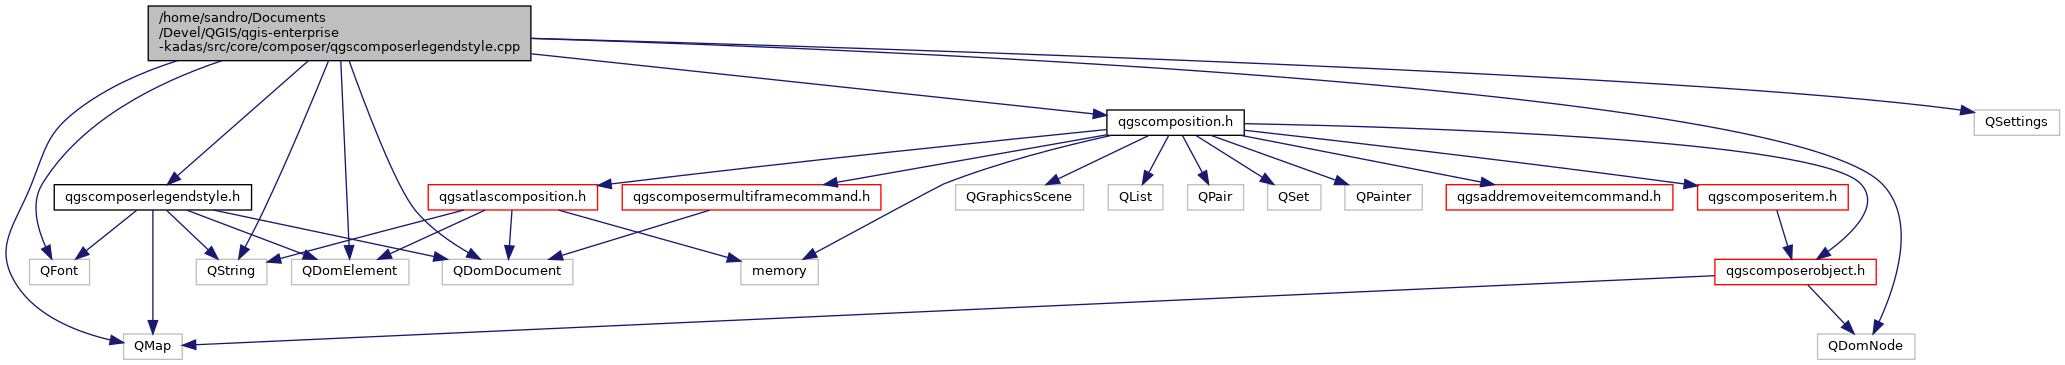 /home/sandro/Documents
/Devel/QGIS/qgis-enterprise
-kadas/src/core/composer/qgscomposerlegendstyle.cpp
qgscomposition.h
QSettings
qgscomposerlegendstyle.h
qgsatlascomposition.h
qgscomposermultiframecommand.h
QGraphicsScene
QList
QPair
QSet
QPainter
qgsaddremoveitemcommand.h
qgscomposeritem.h
QFont
QString
QDomElement
QDomDocument
memory
qgscomposerobject.h
QMap
QDomNode